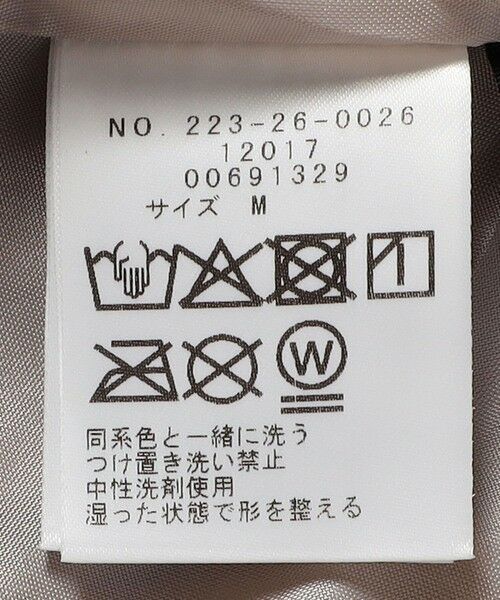 NO. 223-26-0026
12017
00691329
サイズ M
W
同系色と一緒に洗う
つけ置き洗い禁止
中性洗剤使用
湿った状態で形を整える